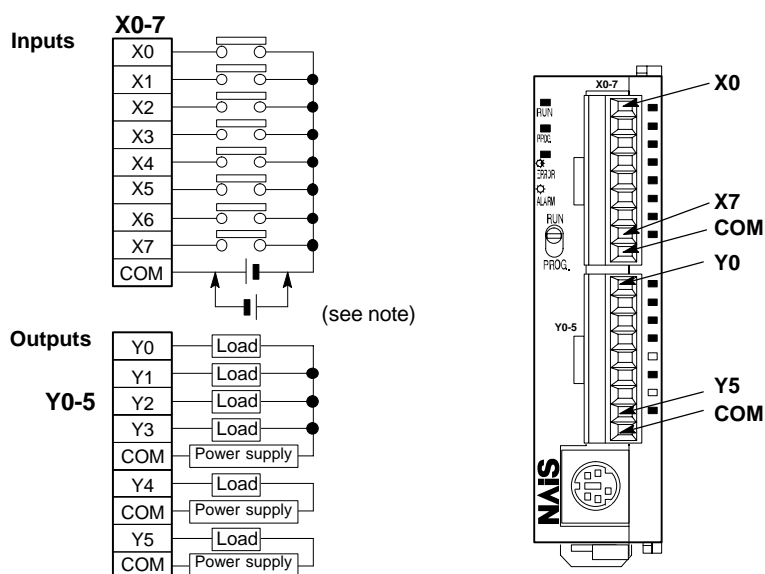 Inputs
X0-7
X0
X1
X2
X3
X4
X5
X6
X7
COM
(see note)
Outputs
Y0-5
Y0 Load
Y1 Load
Y2 Load
Y3 Load
COM Power supply
Y4 Load
COM Power supply
Y5 Load
COM Power supply
X0-7
RUN
PROG.
ERROR
ALARM
RUN
PROG.
Y0-5
NAiS
X0
X7
COM
Y0
Y5
COM